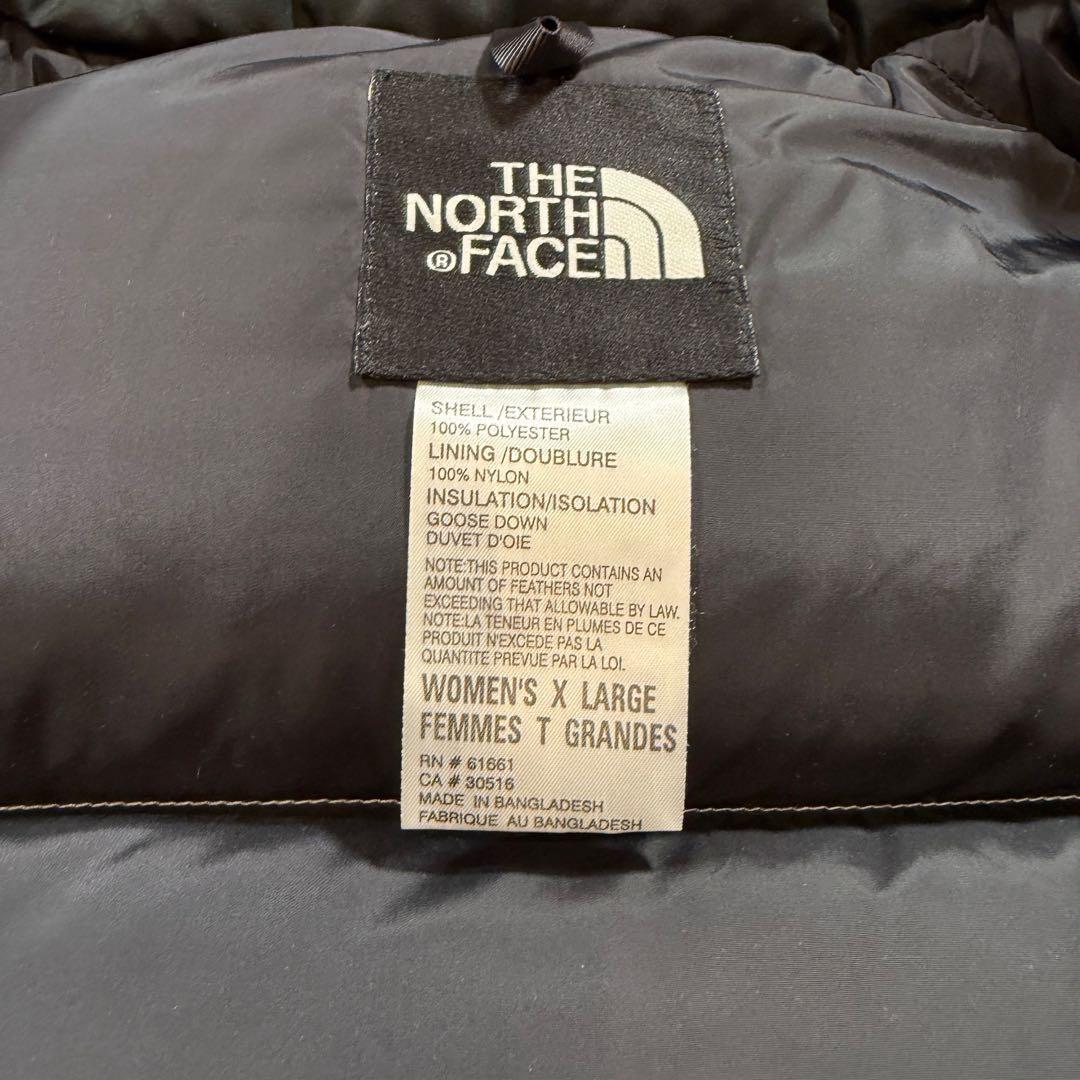 THE
NORTH
®FACE
SHELL /EXTERIEUR
100% POLYESTER
LINING /DOUBLURE
100% NYLON
INSULATION/ISOLATION
GOOSE DOWN
DUVET D'OIE
NOTE:THIS PRODUCT CONTAINS AN
AMOUNT OF FEATHERS NOT
EXCEEDING THAT ALLOWABLE BY LAW.
NOTE:LA TENEUR EN PLUMES DE CE
PRODUIT N'EXCEDE PAS LA
QUANTITE PREVUE PAR LA LOI.
WOMEN'S X LARGE
FEMMES T GRANDES
RN # 61661
CA # 30516
MADE IN BANGLADESH
FABRIQUE AU BANGLADESH